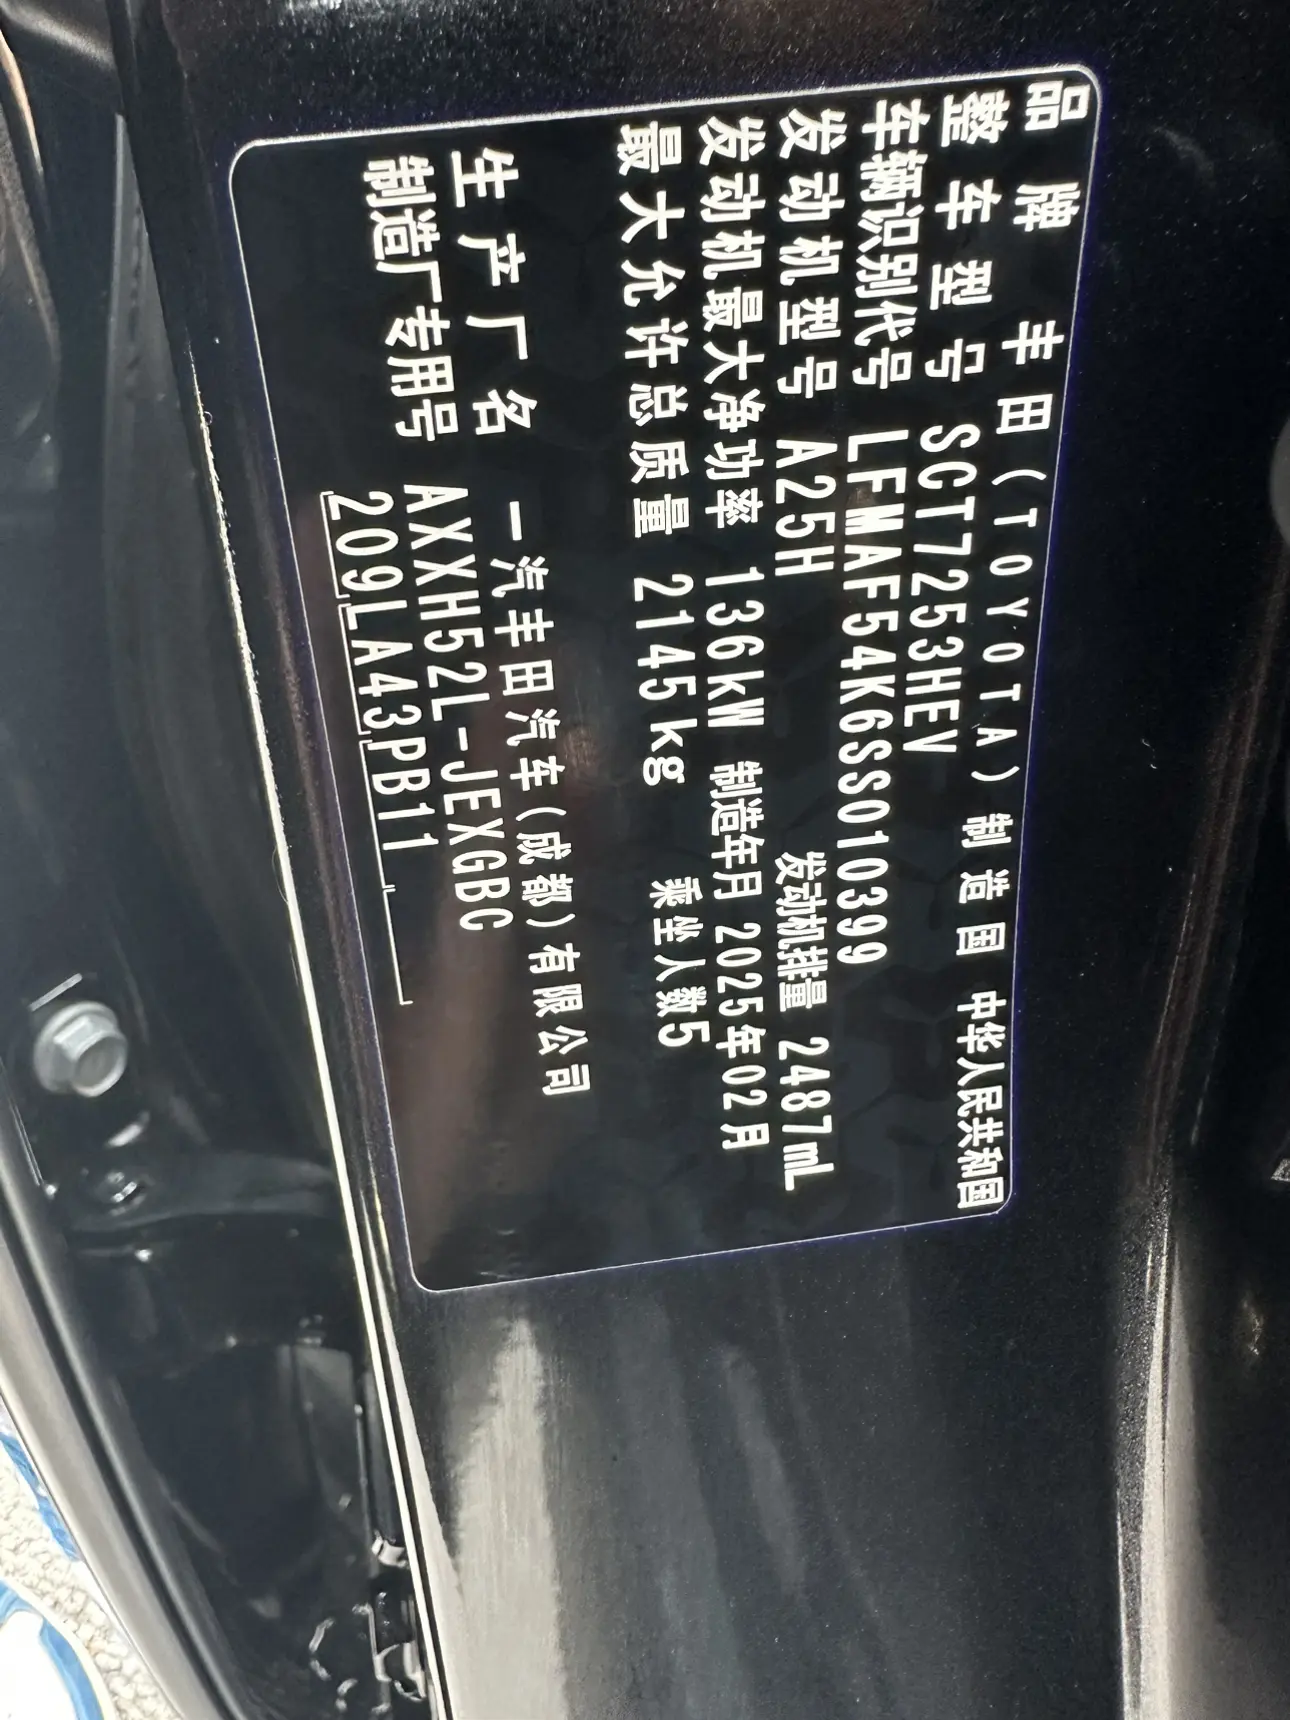 品牌 丰田(TOYOTA) 制造国 中华人民共和国
整车型号 SCT7253HEV
车辆识别代号 LFMAF54K6SS010399
发动机型号 A25H 发动机排量 2487mL
发动机最大净功率 136kW 制造年月 2025年02月
最大允许总质量 2145kg 乘坐人数5
生产厂名 一汽丰田汽车(成都)有限公司
制造厂专用号 AXXH52L-JEXGBC
209LA43PB11